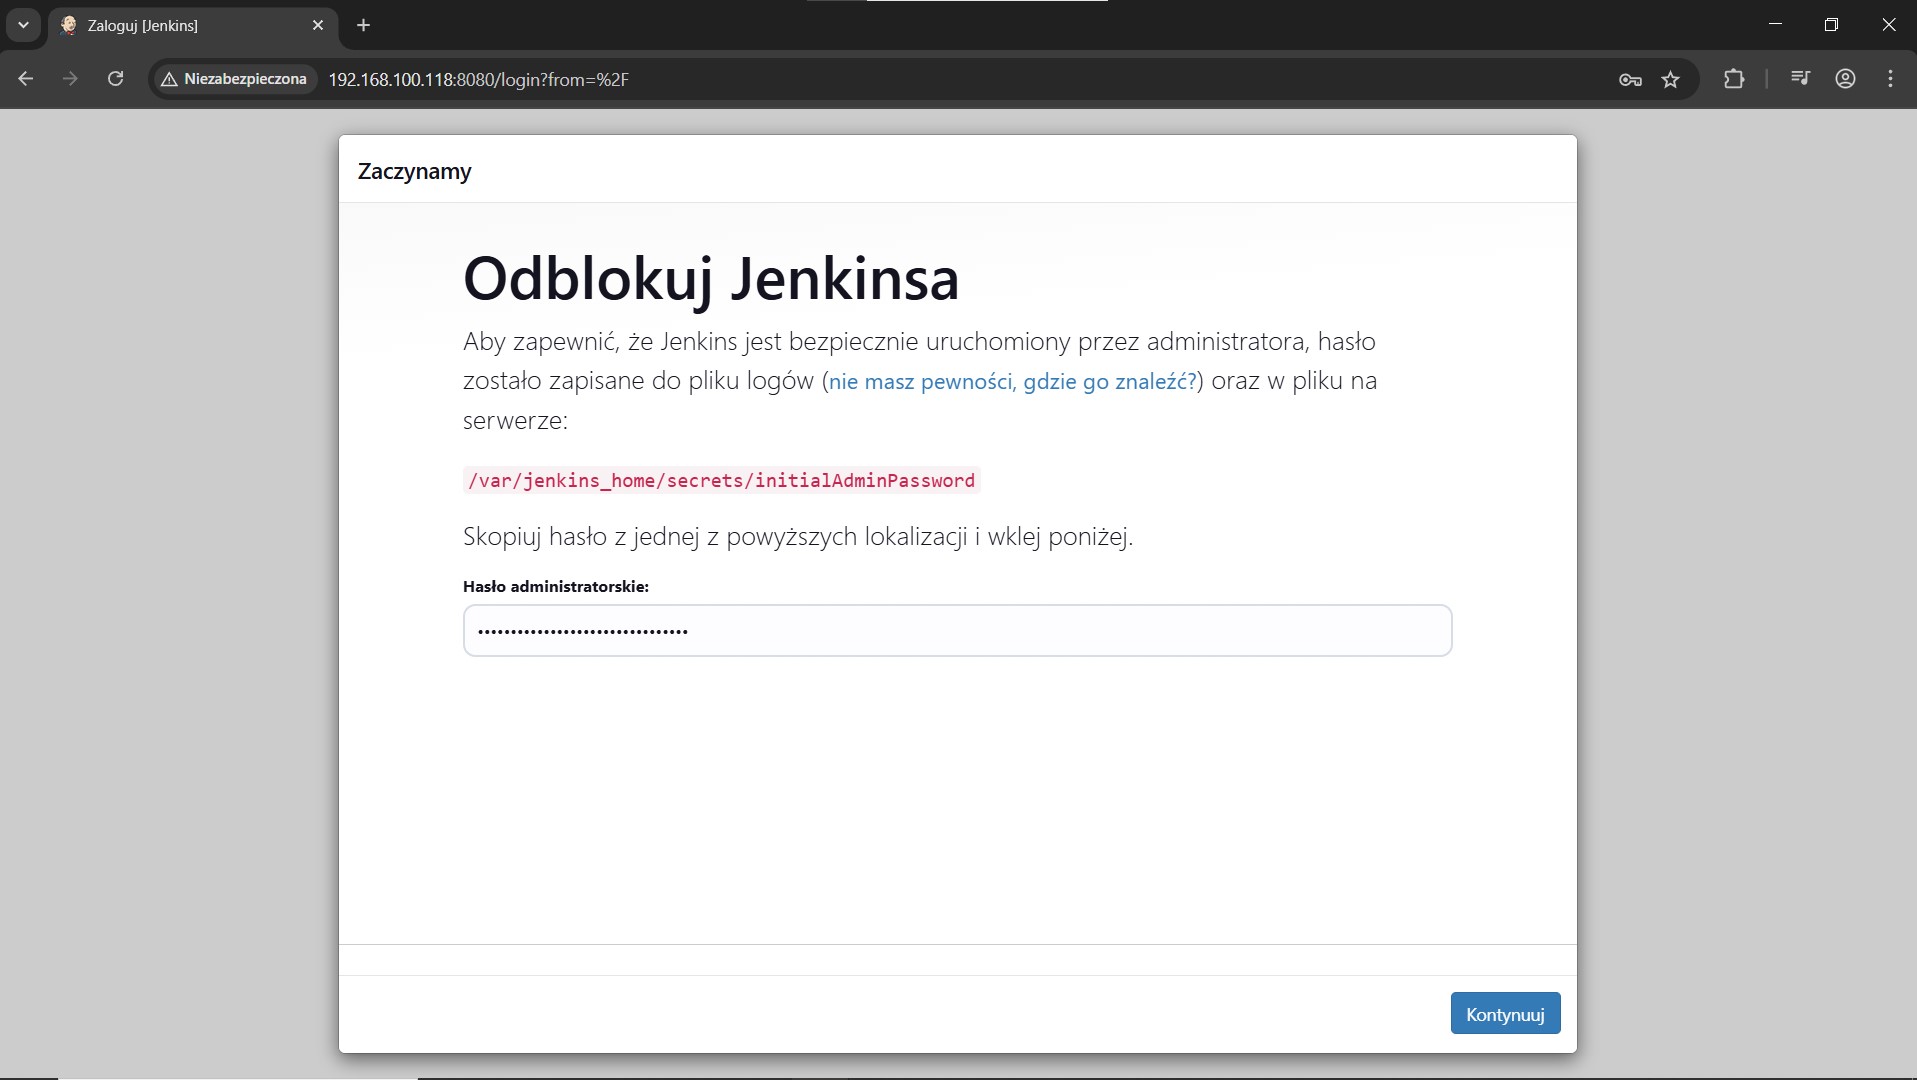 Zaloguj [Jenkins]
Niezabezpieczona
192.168.100.118:8080/login?from=%2F
Zaczynamy
Odblokuj Jenkinsa
Aby zapewnić, że Jenkins jest bezpiecznie uruchomiony przez administratora, hasło
zostało zapisane do pliku logów (nie masz pewności, gdzie go znaleźć?) oraz w pliku na
serwerze:
/var/jenkins_home/secrets/initialAdminPassword
Skopiuj hasło z jednej z powyższych lokalizacji i wklej poniżej.
Hasło administratorskie:
••••••••••••••••••••••••••••••••
Kontynuuj